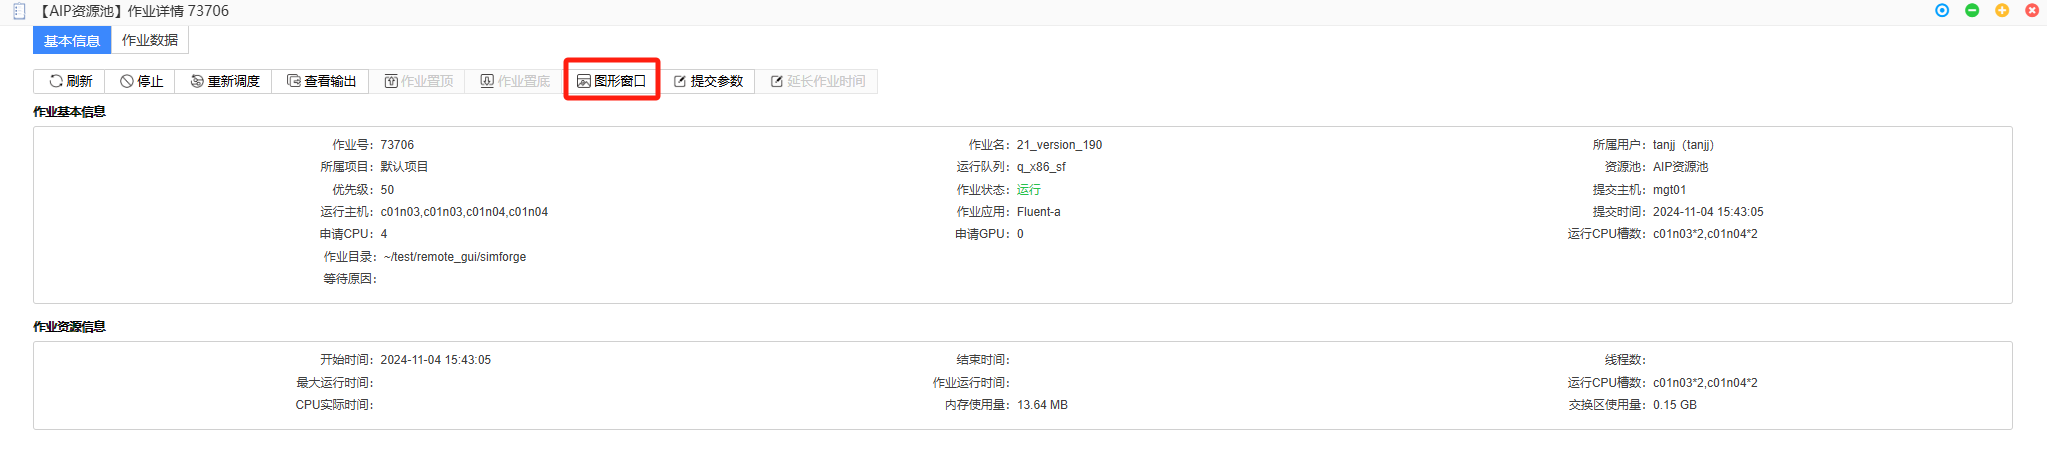 【AIP资源池】作业详情 73706
基本信息 作业数据
刷新 停止 重新调度 查看输出 作业置顶 作业置底 图形窗口 提交参数 延长作业时间
作业基本信息
作业号： 73706 作业名： 21_version_190 所属用户： tanjj（tanjj）
所属项目： 默认项目 运行队列： q_x86_sf 资源池： AIP资源池
优先级： 50 作业状态： 运行 提交主机： mgt01
运行主机： c01n03,c01n03,c01n04,c01n04 作业应用： Fluent-a 提交时间： 2024-11-04 15:43:05
申请CPU： 4 申请GPU： 0 运行CPU槽数： c01n03*2,c01n04*2
作业目录： ~/test/remote_gui/simforge
等待原因：
作业资源信息
开始时间： 2024-11-04 15:43:05 结束时间： 线程数：
最大运行时间： 作业运行时间： 运行CPU槽数： c01n03*2,c01n04*2
CPU实际时间： 内存使用量： 13.64 MB 交换区使用量： 0.15 GB